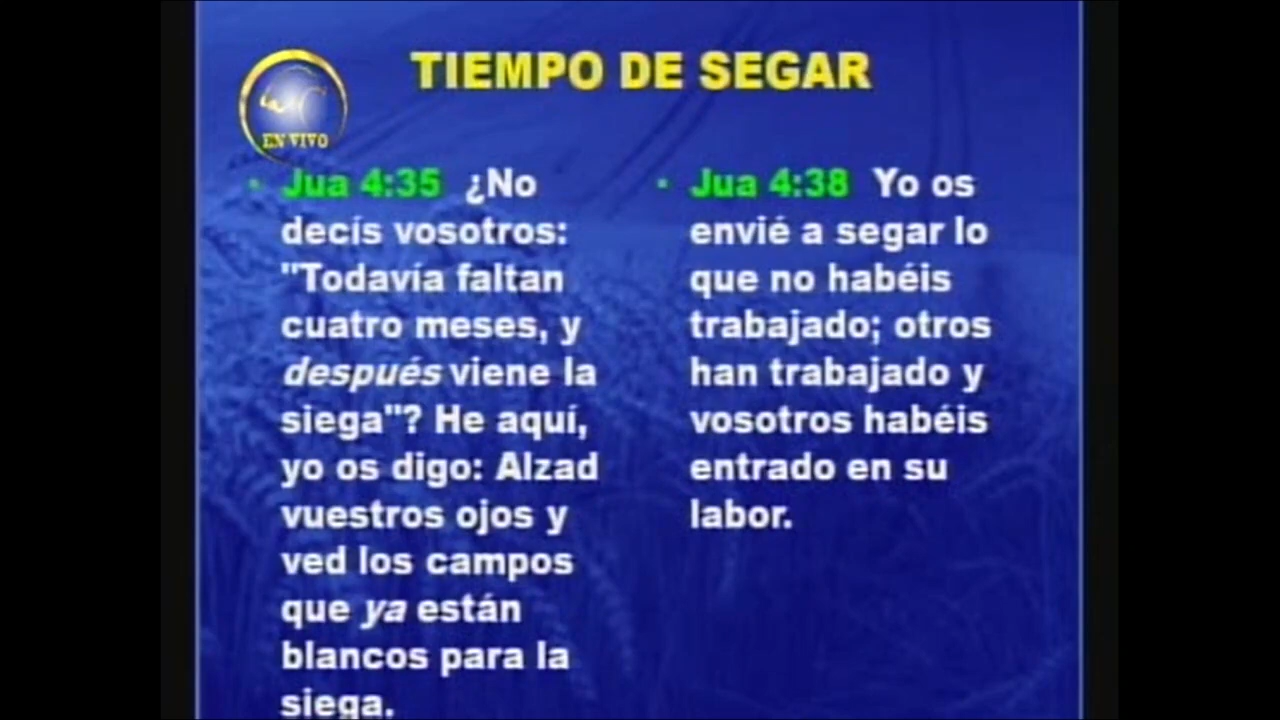 TIEMPO DE SEGAR
EN VIVO
Jua 4:35 ¿No
decís vosotros:
"Todavía faltan
cuatro meses, y
después viene la
siega"? He aquí,
yo os digo: Alzad
vuestros ojos y
ved los campos
que ya están
blancos para la
siega.
Jua 4:38 Yo os
envié a segar lo
que no habéis
trabajado; otros
han trabajado y
vosotros habéis
entrado en su
labor.